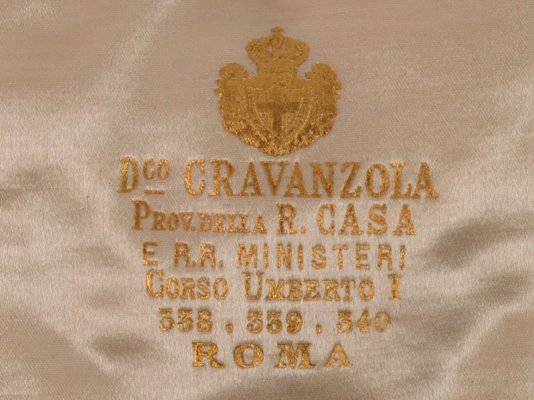 Dco CRAVANZOLA
PROV. DELLA R. CASA
E R.R. MINISTERI
CORSO UMBERTO I
338, 339, 340
ROMA